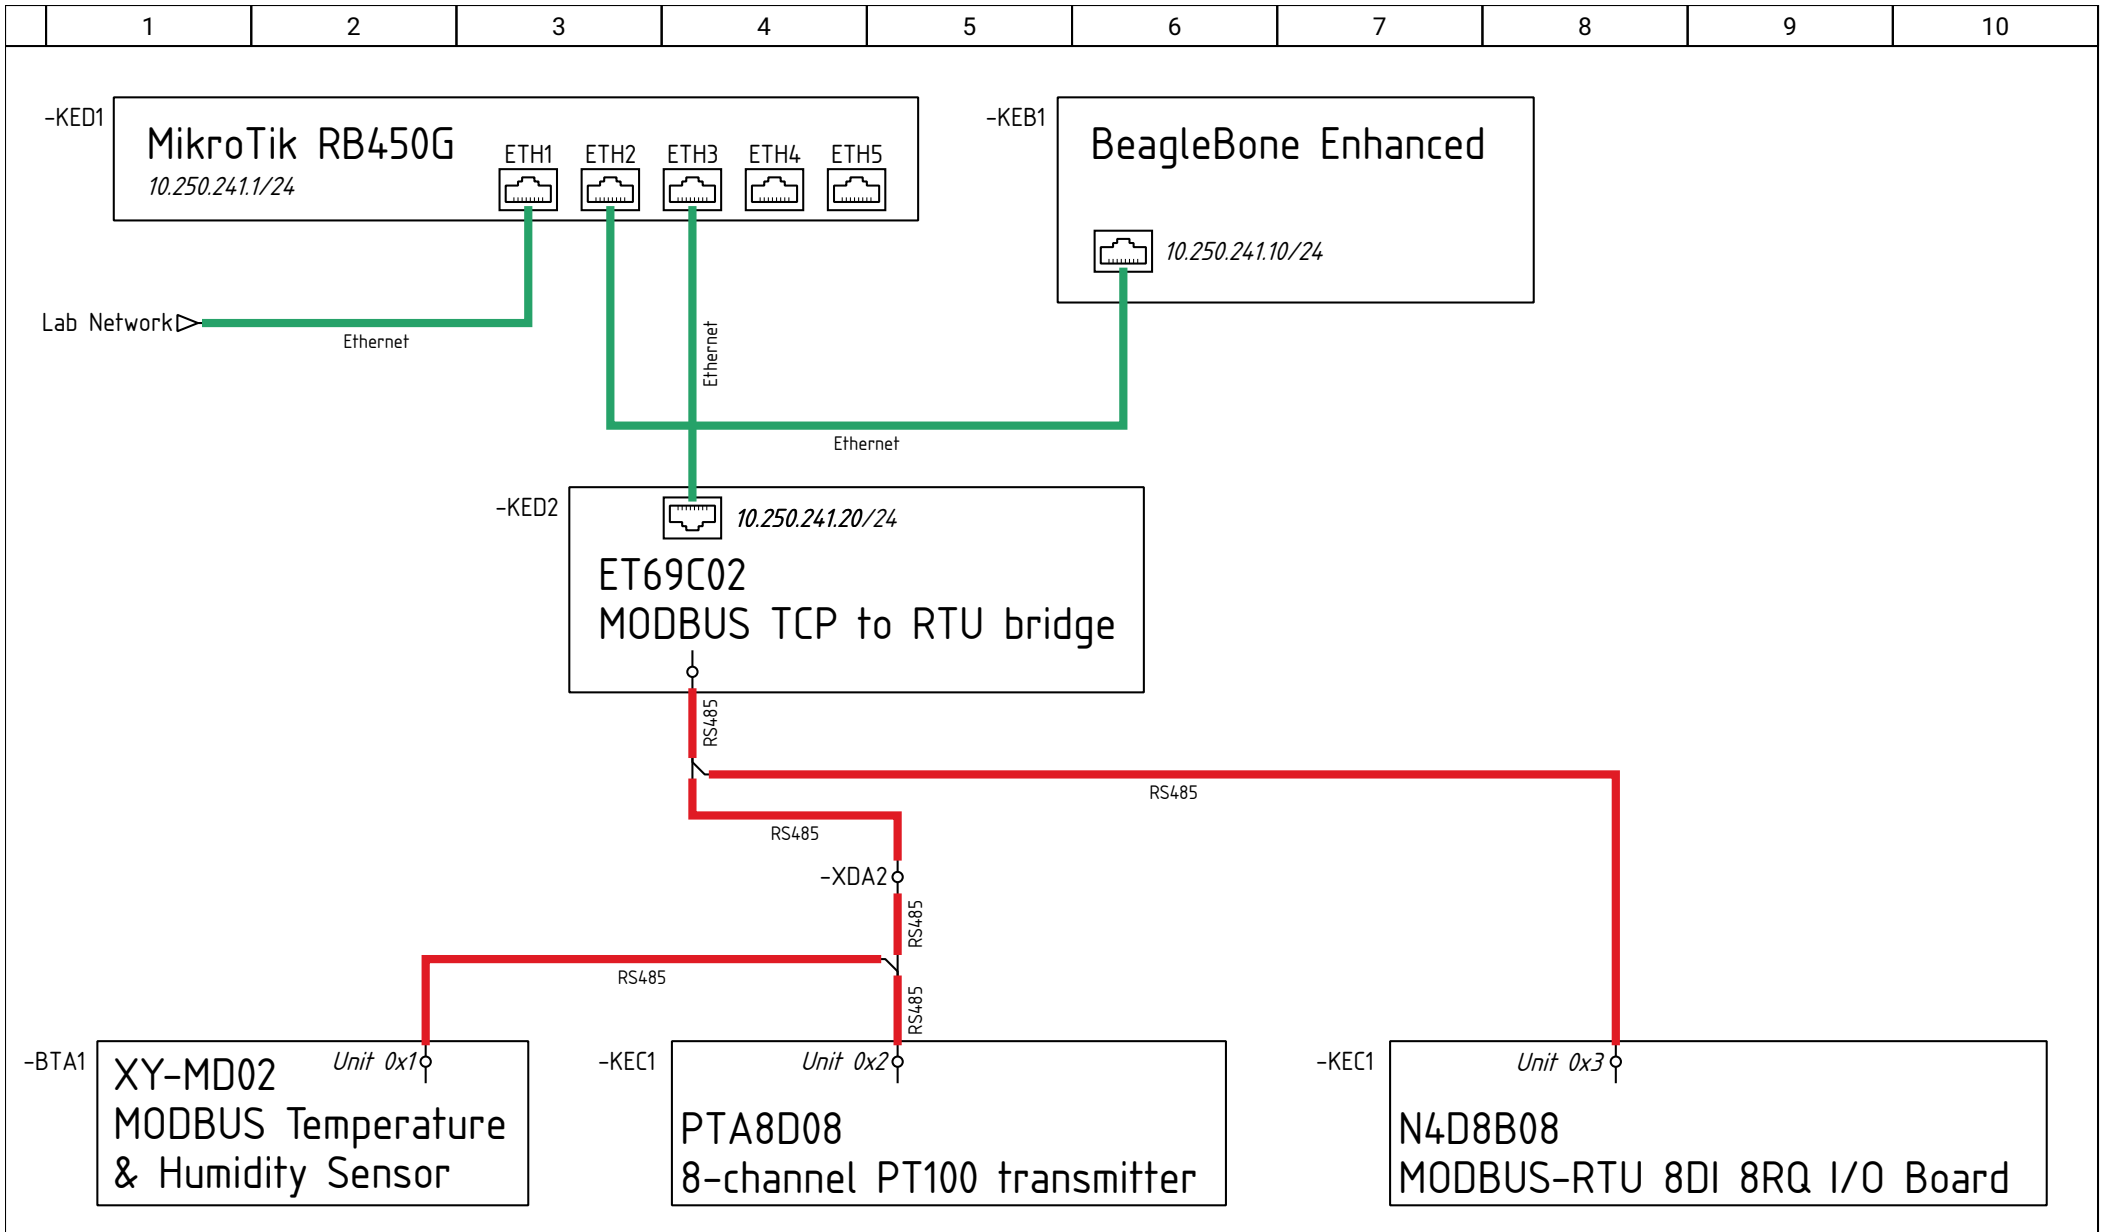 1 2 3 4 5 6 7 8 9 10
-KED1
MikroTik RB450G
10.250.241.1/24
ETH1 ETH2 ETH3 ETH4 ETH5
-KEB1
BeagleBone Enhanced
10.250.241.10/24
Lab Network
Ethernet
Ethernet
Ethernet
-KED2
10.250.241.20/24
ET69C02
MODBUS TCP to RTU bridge
RS485
RS485
RS485
-XDA2
RS485
RS485
RS485
-BTA1
Unit 0x1
XY-MD02
MODBUS Temperature
& Humidity Sensor
-KEC1
Unit 0x2
PTA8D08
8-channel PT100 transmitter
-KEC1
Unit 0x3
N4D8B08
MODBUS-RTU 8DI 8RQ I/O Board